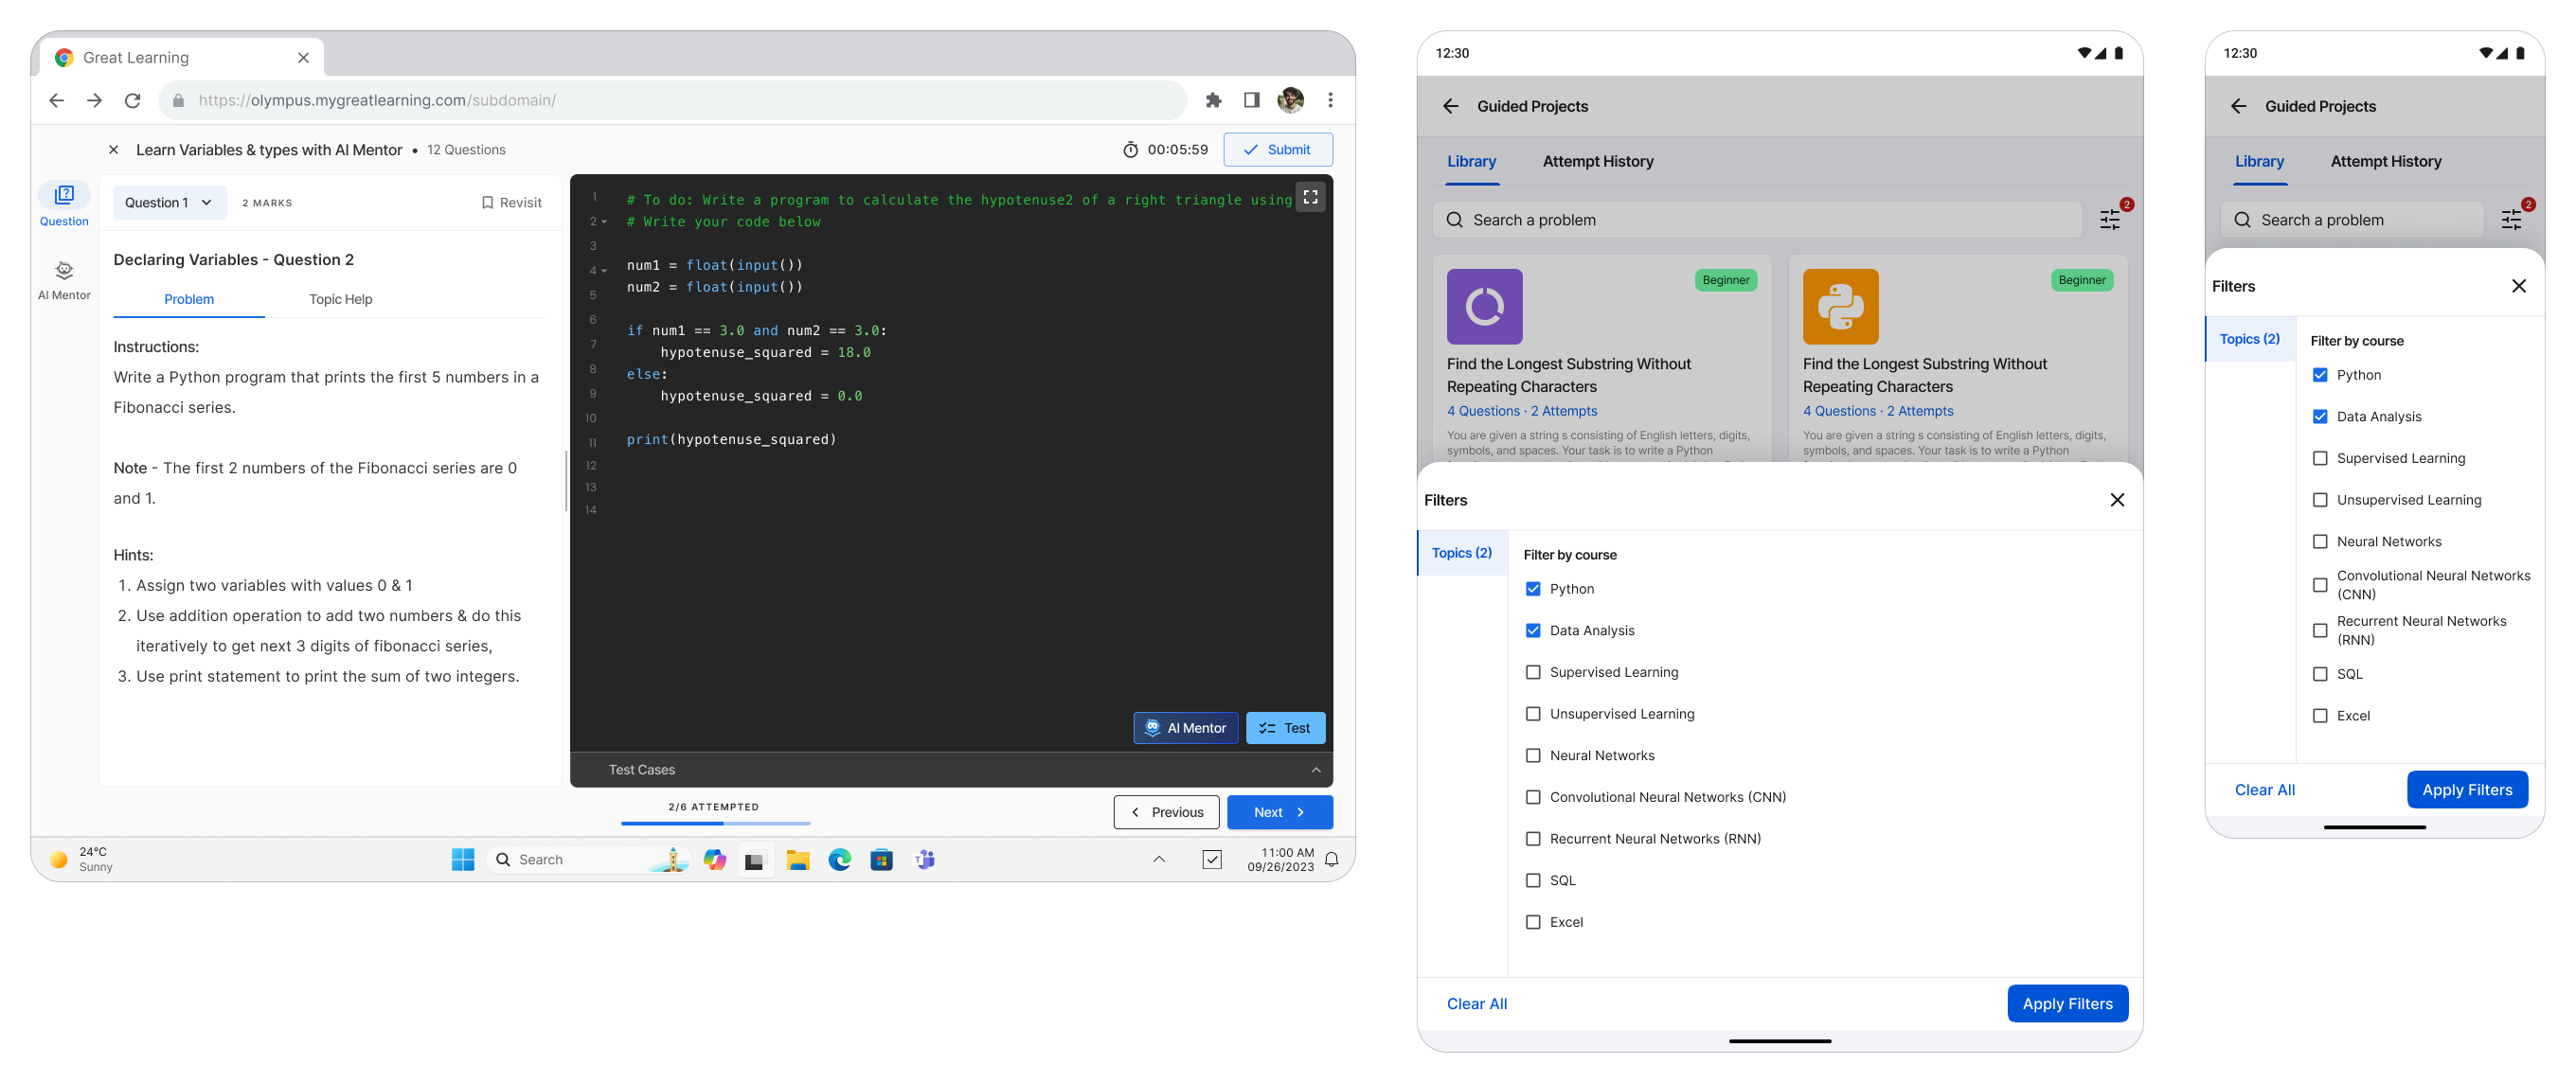 Great Learning
https://olympus.mygreatlearning.com/subdomain/
Learn Variables & types with AI Mentor • 12 Questions
00:05:59
Submit
Question
AI Mentor
Question 1
2 MARKS
Revisit
Declaring Variables - Question 2
Problem
Topic Help
Instructions:
Write a Python program that prints the first 5 numbers in a
Fibonacci series.
Note - The first 2 numbers of the Fibonacci series are 0
and 1.
Hints:
1. Assign two variables with values 0 & 1
2. Use addition operation to add two numbers & do this
iteratively to get next 3 digits of fibonacci series,
3. Use print statement to print the sum of two integers.
1
2
3
4
5
6
7
8
9
10
11
12
13
14
# To do: Write a program to calculate the hypotenuse2 of a right triangle using
# Write your code below
num1 = float(input())
num2 = float(input())
if num1 == 3.0 and num2 == 3.0:
hypotenuse_squared = 18.0
else:
hypotenuse_squared = 0.0
print(hypotenuse_squared)
AI Mentor
Test
Test Cases
2/6 ATTEMPTED
Previous
Next
24°C
Sunny
Search
11:00 AM
09/26/2023
12:30
Guided Projects
Library
Attempt History
Search a problem
2
Beginner
Find the Longest Substring Without
Repeating Characters
4 Questions · 2 Attempts
You are given a string s consisting of English letters, digits,
symbols, and spaces. Your task is to write a Python
Beginner
Find the Longest Substring Without
Repeating Characters
4 Questions · 2 Attempts
You are given a string s consisting of English letters, digits,
symbols, and spaces. Your task is to write a Python
Filters
Topics (2)
Filter by course
Python
Data Analysis
Supervised Learning
Unsupervised Learning
Neural Networks
Convolutional Neural Networks (CNN)
Recurrent Neural Networks (RNN)
SQL
Excel
Clear All
Apply Filters
12:30
Guided Projects
Library
Attempt History
Search a problem
2
Filters
Topics (2)
Filter by course
Python
Data Analysis
Supervised Learning
Unsupervised Learning
Neural Networks
Convolutional Neural Networks
(CNN)
Recurrent Neural Networks
(RNN)
SQL
Excel
Clear All
Apply Filters